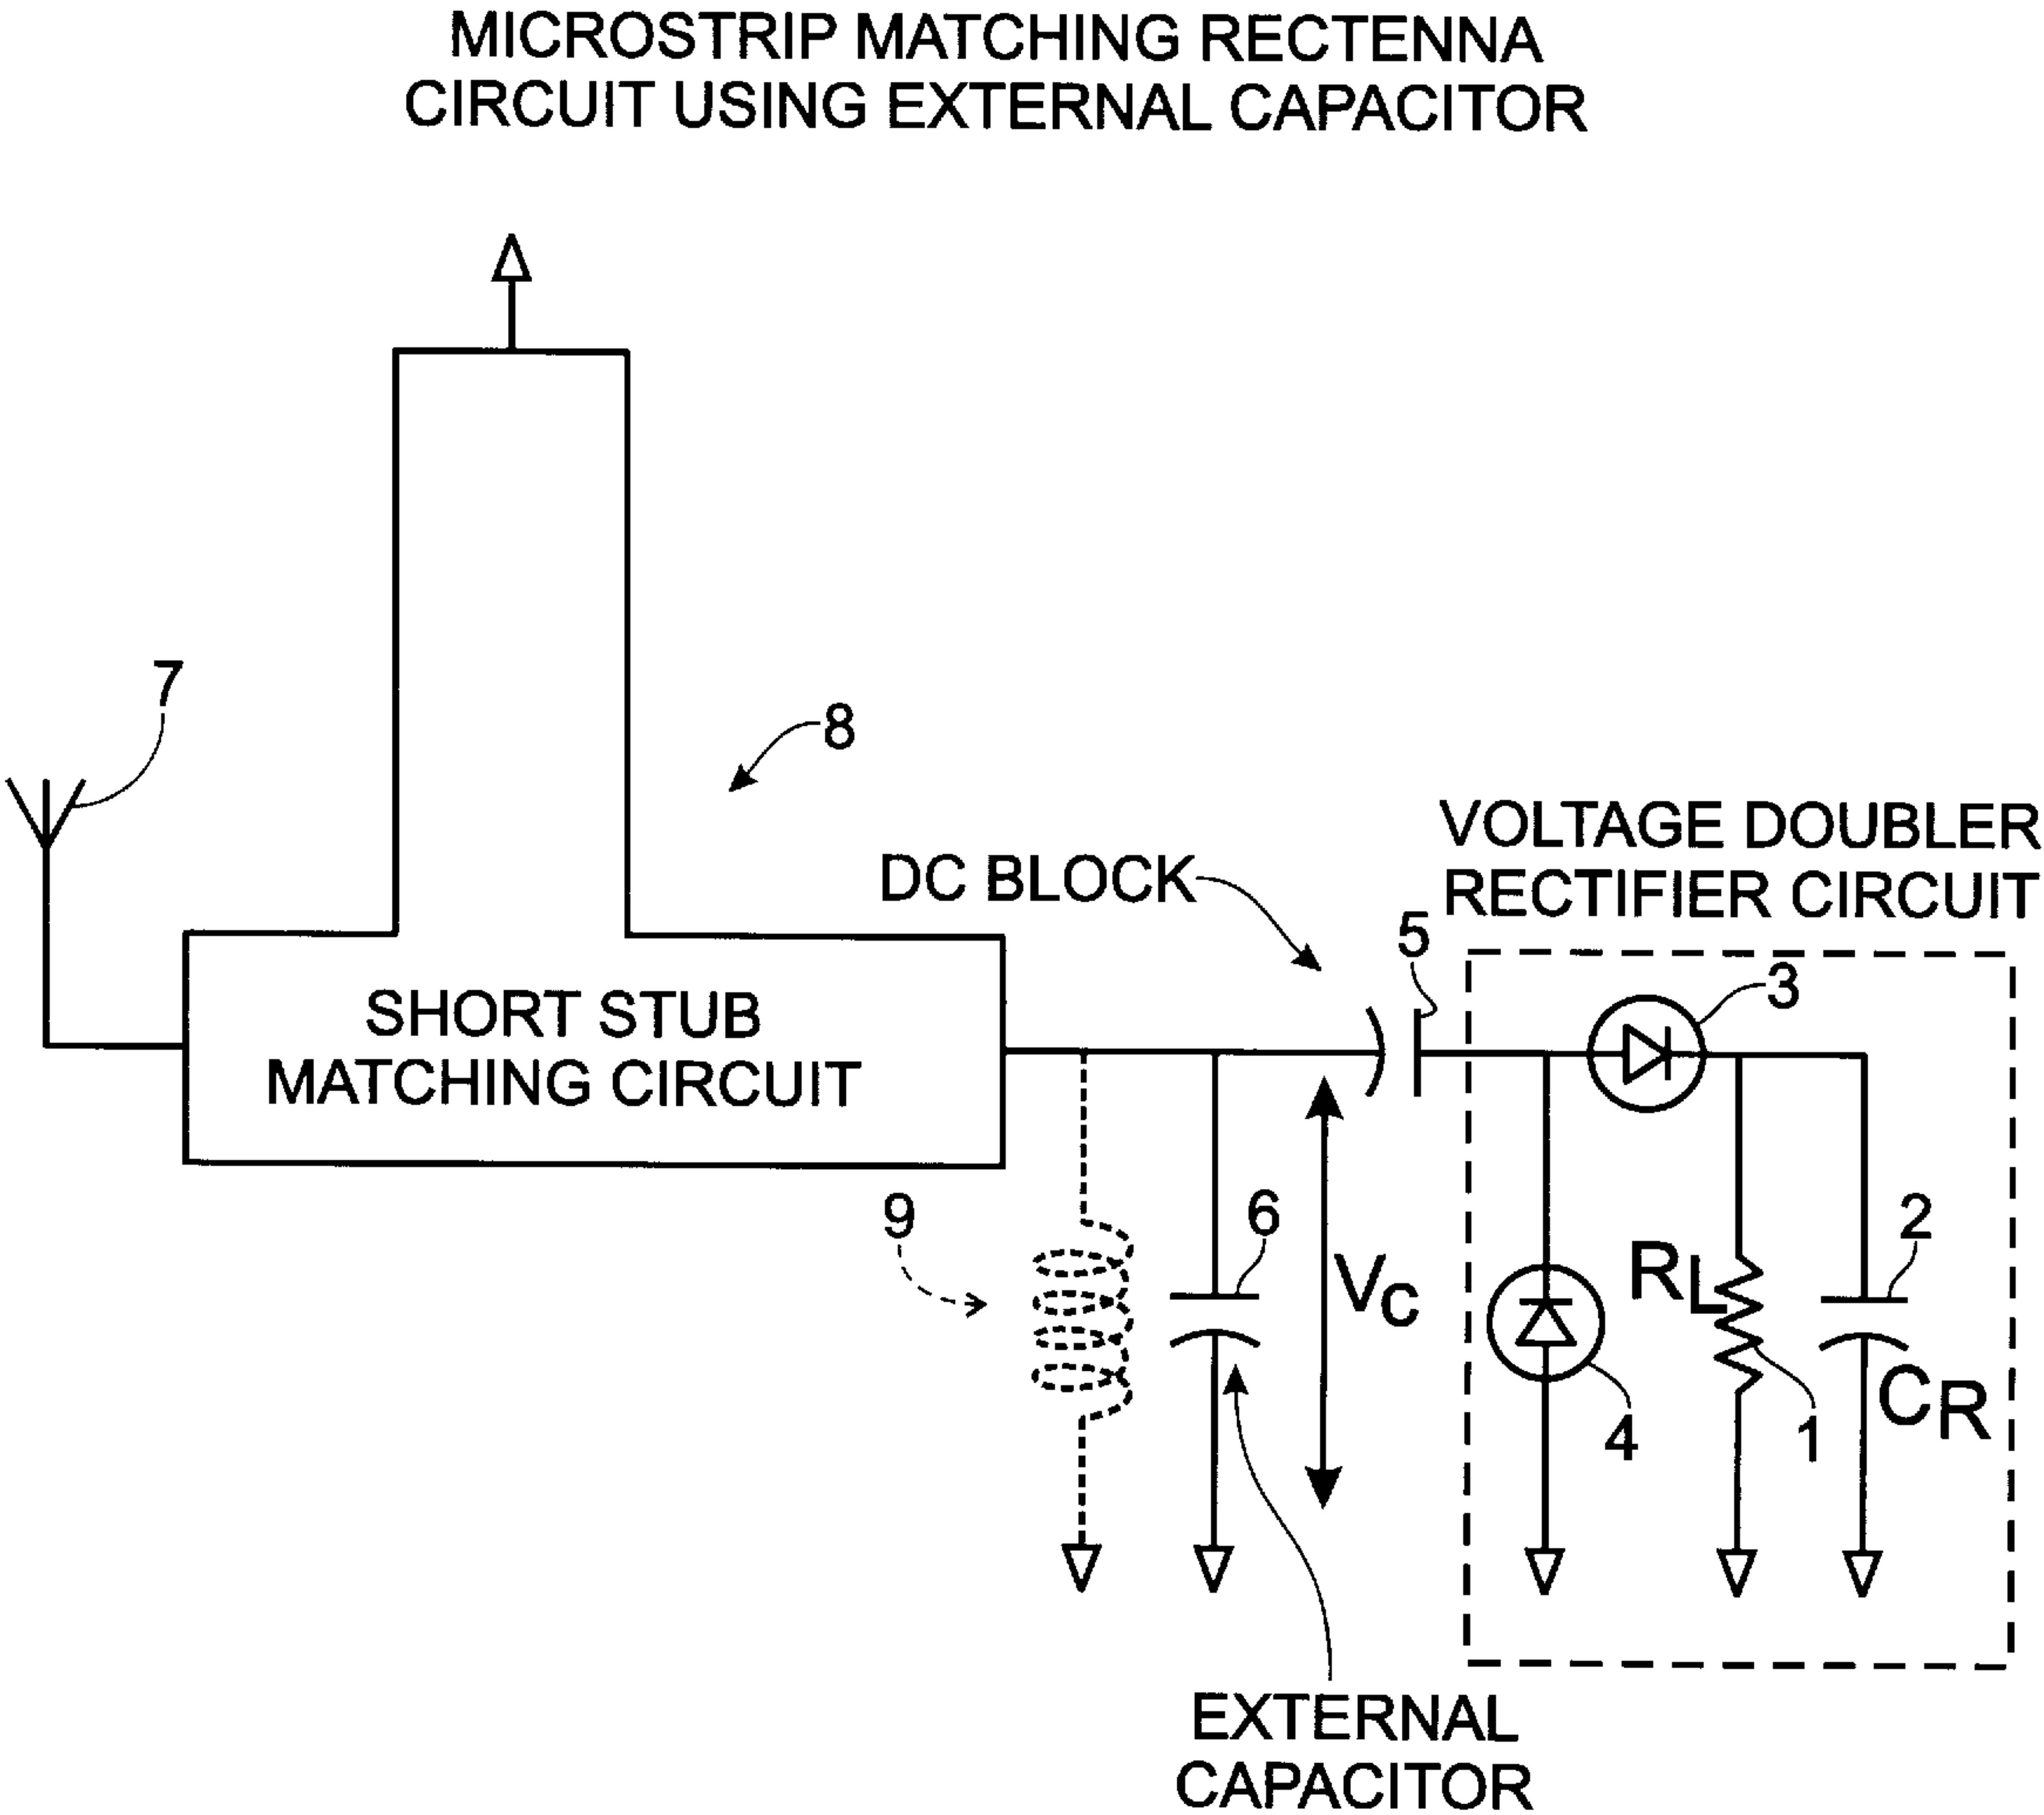 MICROSTRIP MATCHING RECTENNA
CIRCUIT USING EXTERNAL CAPACITOR
7
8
DC BLOCK
VOLTAGE DOUBLER
RECTIFIER CIRCUIT
5
3
SHORT STUB
MATCHING CIRCUIT
9
6
VC
RL
2
4
1
CR
EXTERNAL
CAPACITOR